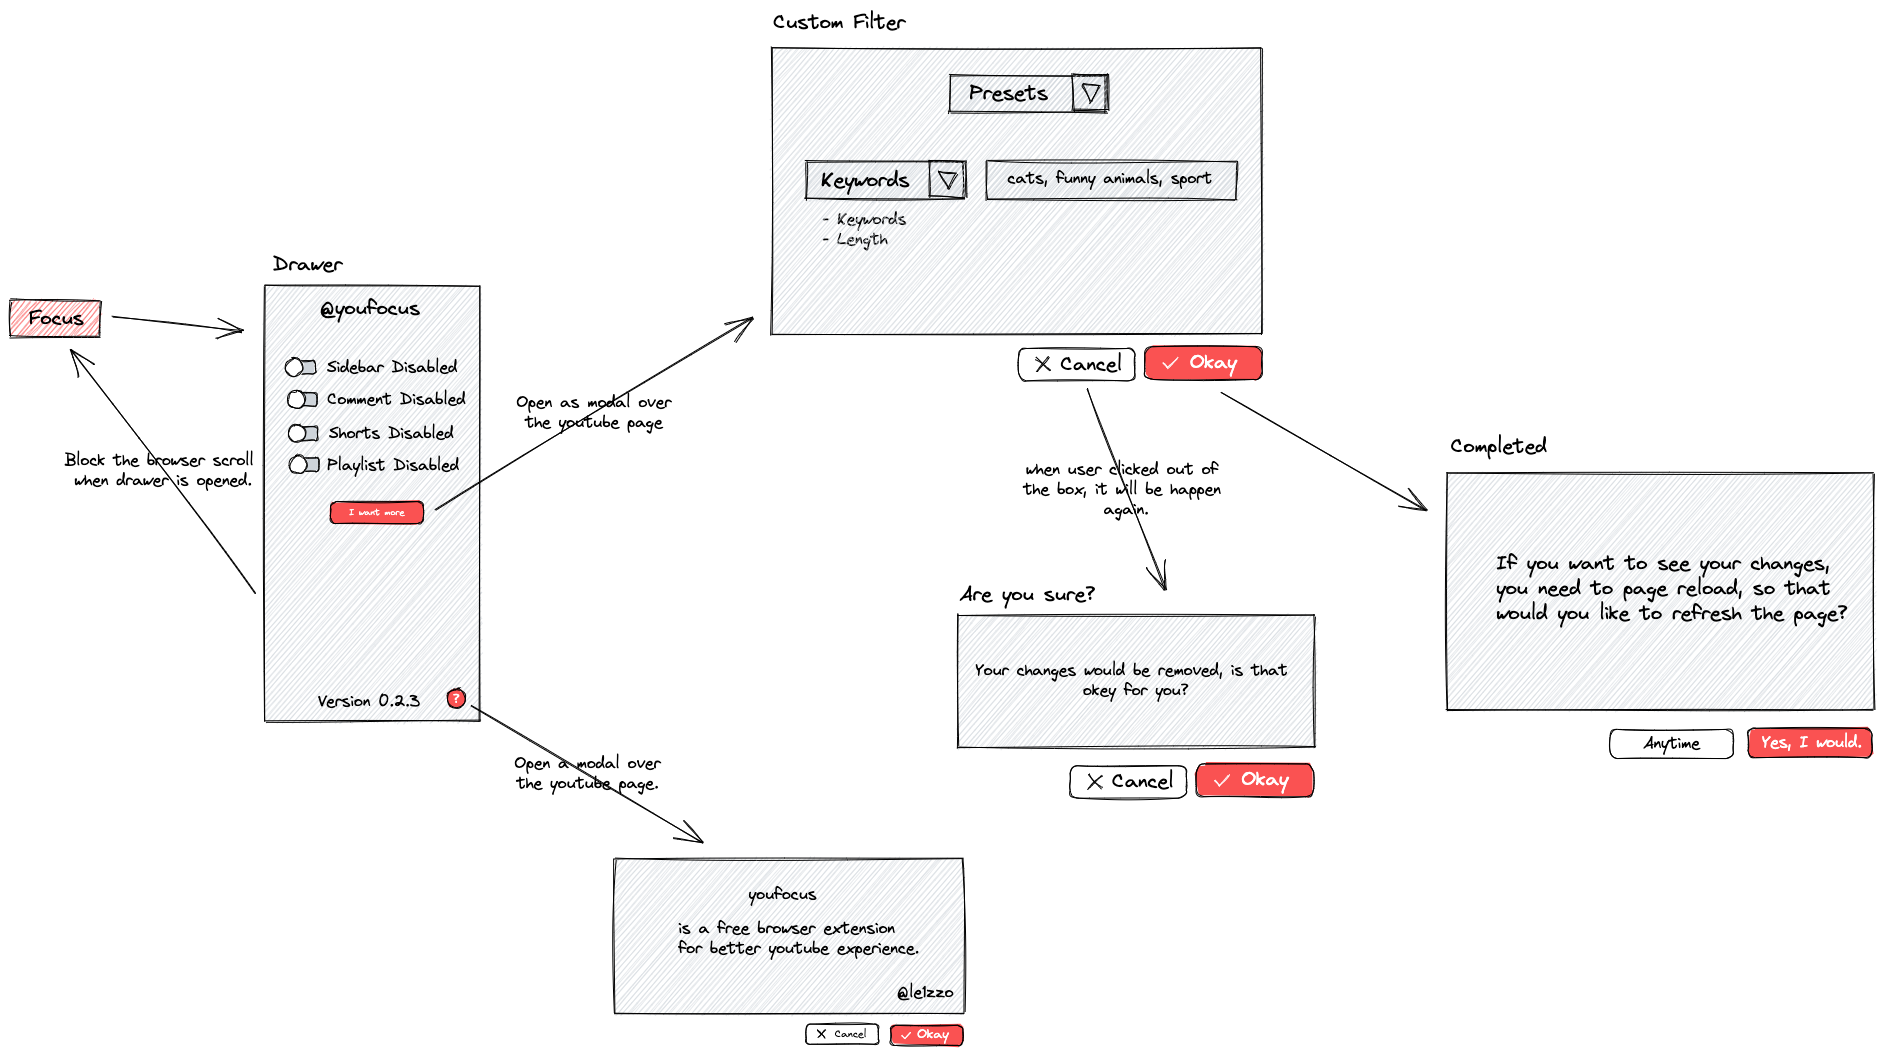 Custom Filter
Presets
Keywords
cats, funny animals, sport
- Keywords
- Length
Cancel
Okay
Drawer
@youfocus
Focus
Sidebar Disabled
Comment Disabled
Shorts Disabled
Playlist Disabled
I want more
Version 0.2.3
?
Block the browser scroll
when drawer is opened.
Open as modal over
the youtube page
when user clicked out of
the box, it will be happen
again.
Completed
If you want to see your changes,
you need to page reload, so that
would you like to refresh the page?
Anytime
Yes, I would.
Are you sure?
Your changes would be removed, is that
okey for you?
Cancel
Okay
Open a modal over
the youtube page.
youfocus
is a free browser extension
for better youtube experience.
@le1zzo
Cancel
Okay